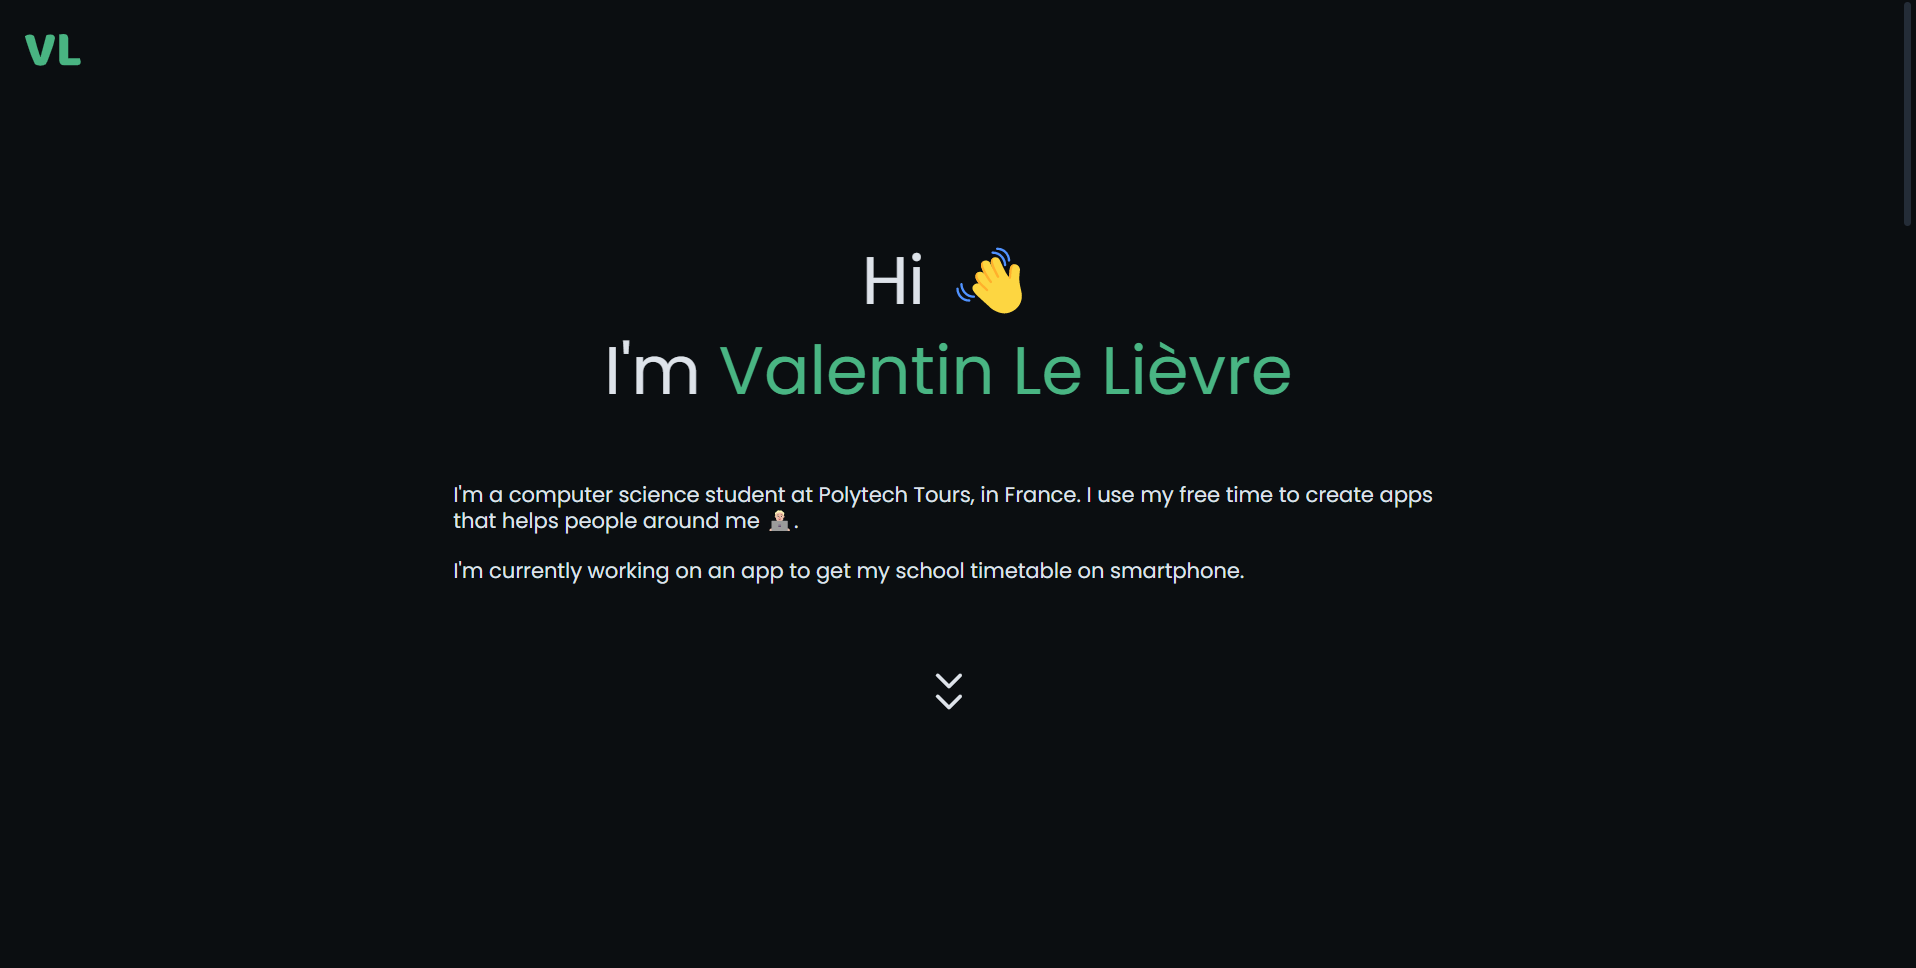 VL
Hi 👋
I'm Valentin Le Lièvre
I'm a computer science student at Polytech Tours, in France. I use my free time to create apps
that helps people around me 🧑🏼‍💻.
I'm currently working on an app to get my school timetable on smartphone.